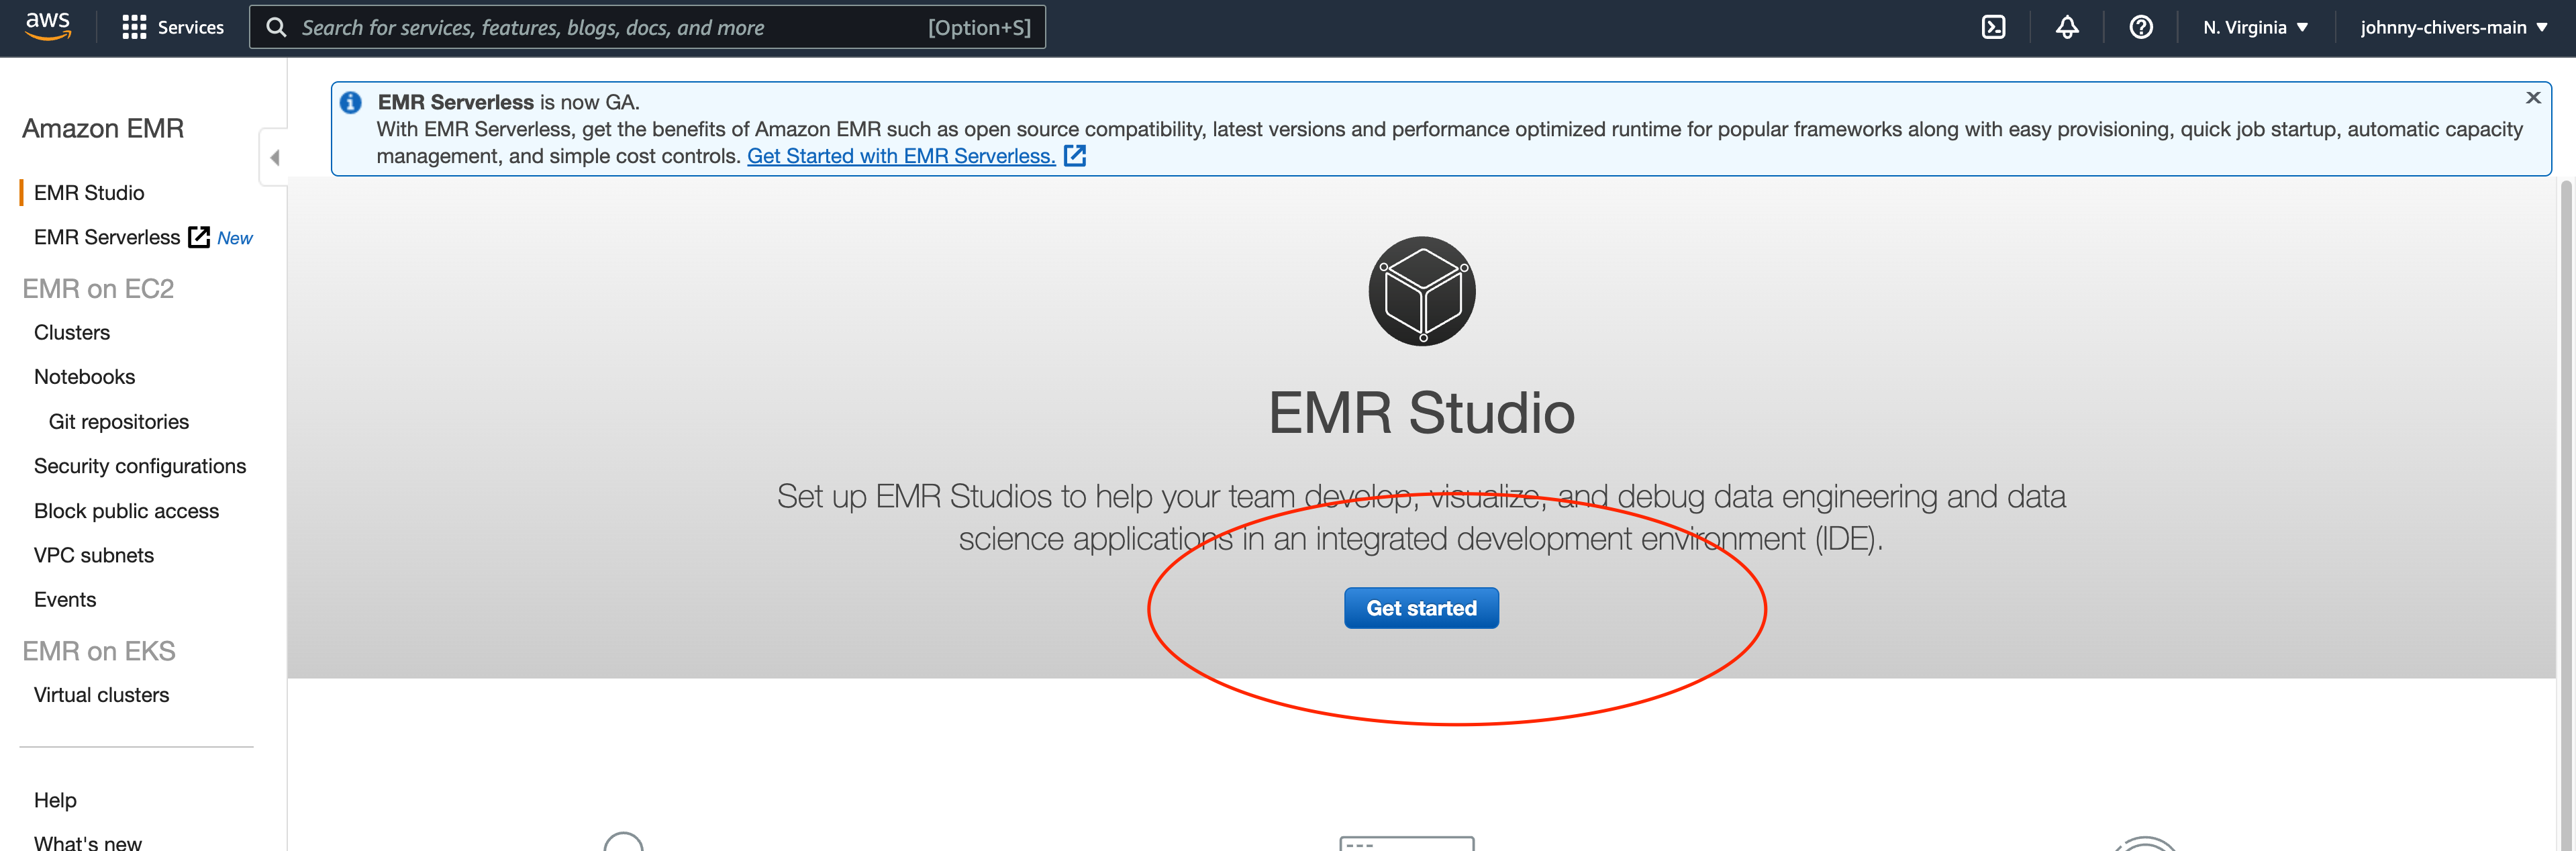 aws
Services
Search for services, features, blogs, docs, and more
[Option+S]
N. Virginia
johnny-chivers-main
Amazon EMR
EMR Studio
EMR Serverless New
EMR on EC2
Clusters
Notebooks
Git repositories
Security configurations
Block public access
VPC subnets
Events
EMR on EKS
Virtual clusters
Help
What's new
EMR Serverless is now GA.
With EMR Serverless, get the benefits of Amazon EMR such as open source compatibility, latest versions and performance optimized runtime for popular frameworks along with easy provisioning, quick job startup, automatic capacity
management, and simple cost controls. Get Started with EMR Serverless.
EMR Studio
Set up EMR Studios to help your team develop, visualize, and debug data engineering and data
science applications in an integrated development environment (IDE).
Get started